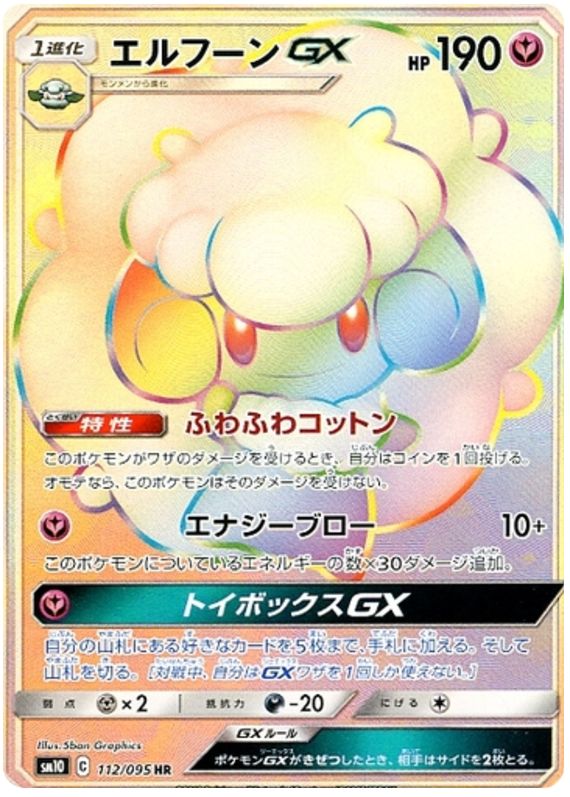 1進化 エルフーンGX HP 190
モンメンから進化
とくせい
特性 ふわふわコットン
このポケモンがワザのダメージを受けるとき、自分はコインを1回投げる。
オモテなら、このポケモンはそのダメージを受けない。
エナジーブロー 10+
このポケモンについているエネルギーの数×30ダメージ追加。
トイボックスGX
自分の山札にある好きなカードを5枚まで、手札に加える。そして
山札を切る。[対戦中、自分はGXワザを1回しか使えない。]
弱点 ×2 抵抗力 -20 にげる
GXルール
Illus. 5ban Graphics
ポケモンGXがきぜつしたとき、相手はサイドを2枚とる。
sm10 C 112/095 HR